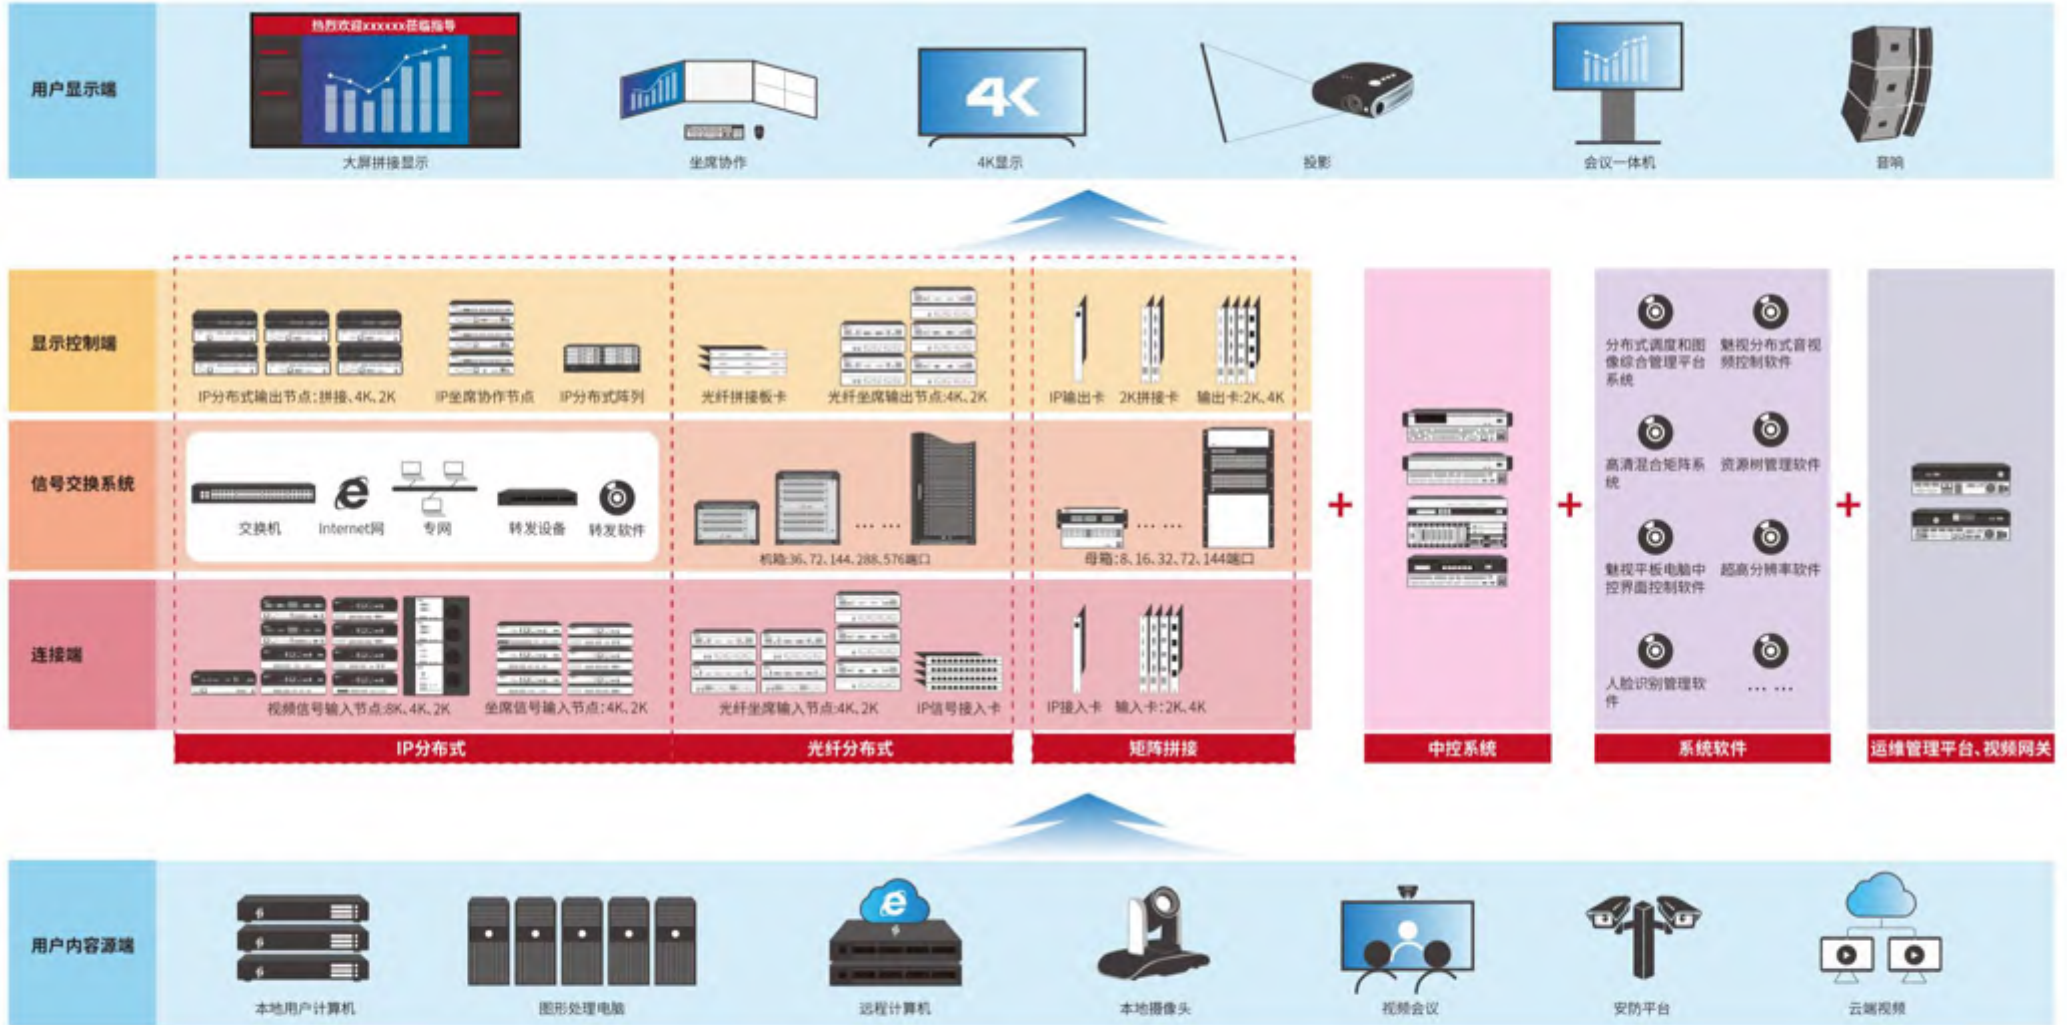 用户显示端
热烈欢迎xxxxxx莅临指导
4K
大屏拼接显示
坐席协作
4K显示
投影
会议一体机
音响
显示控制端
IP分布式输出节点:拼接、4K、2K
IP坐席协作节点
IP分布式阵列
光纤拼接板卡
光纤坐席输出节点:4K、2K
IP输出卡
2K拼接卡
输出卡:2K、4K
信号交换系统
交换机
Internet网
专网
转发设备
转发软件
... ...
机箱:36、72、144、288、576端口
... ...
母箱:8、16、32、72、144端口
连接端
视频信号输入节点:8K、4K、2K
坐席信号输入节点:4K、2K
光纤坐席输入节点:4K、2K
IP信号接入卡
IP接入卡
输入卡:2K、4K
IP分布式
光纤分布式
矩阵拼接
+
中控系统
+
分布式调度和图
像综合管理平台
系统
魅视分布式音视
频控制软件
高清混合矩阵系
统
资源树管理软件
魅视平板电脑中
控界面控制软件
超高分辨率软件
人脸识别管理软
件
... ...
系统软件
+
运维管理平台、视频网关
用户内容源端
本地用户计算机
图形处理电脑
远程计算机
本地摄像头
视频会议
安防平台
云端视频